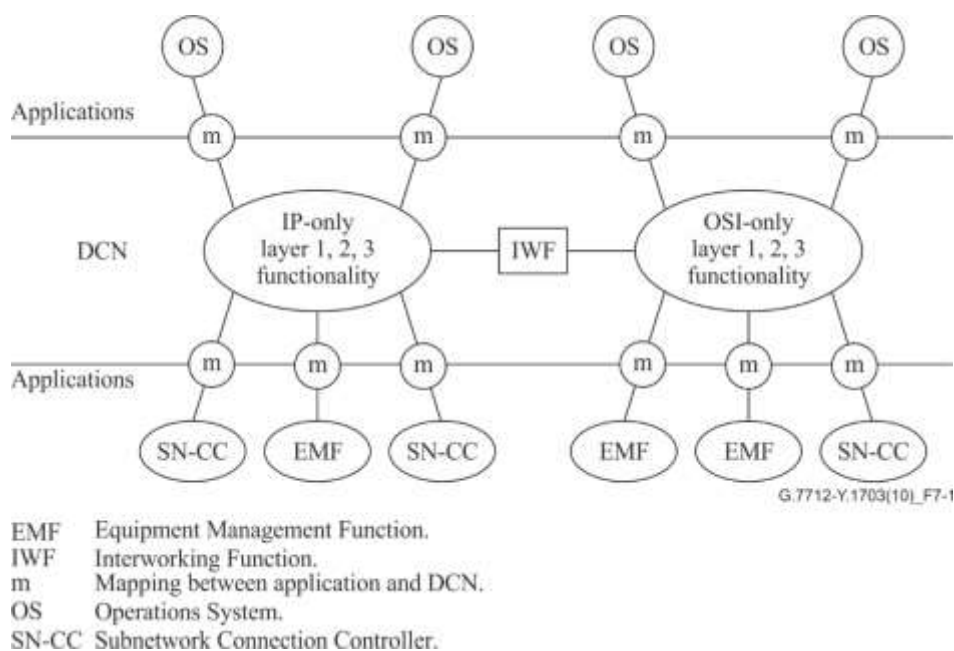 OS OS OS OS
Applications
m m m m
IP-only
layer 1, 2, 3
functionality
DCN
IWF
OSI-only
layer 1, 2, 3
functionality
m m m m m m
Applications
SN-CC EMF SN-CC EMF EMF SN-CC
G.7712-Y.1703(10)_F7-1
EMF Equipment Management Function.
IWF Interworking Function.
m Mapping between application and DCN.
OS Operations System.
SN-CC Subnetwork Connection Controller.